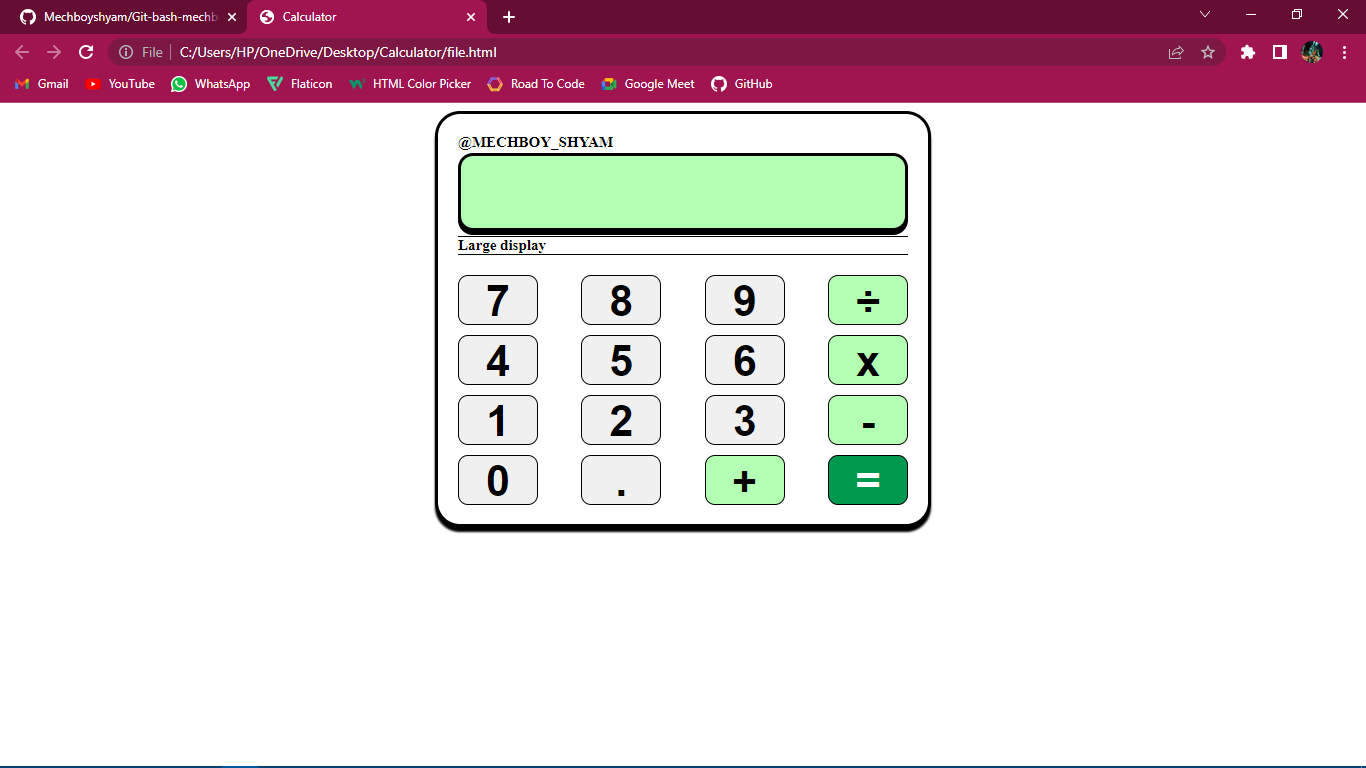 Mechboyshyam/Git-bash-mechb
Calculator
File
C:/Users/HP/OneDrive/Desktop/Calculator/file.html
Gmail YouTube WhatsApp Flaticon HTML Color Picker Road To Code Google Meet GitHub
@MECHBOY_SHYAM
Large display
7 8 9 ÷
4 5 6 x
1 2 3 -
0 . + =